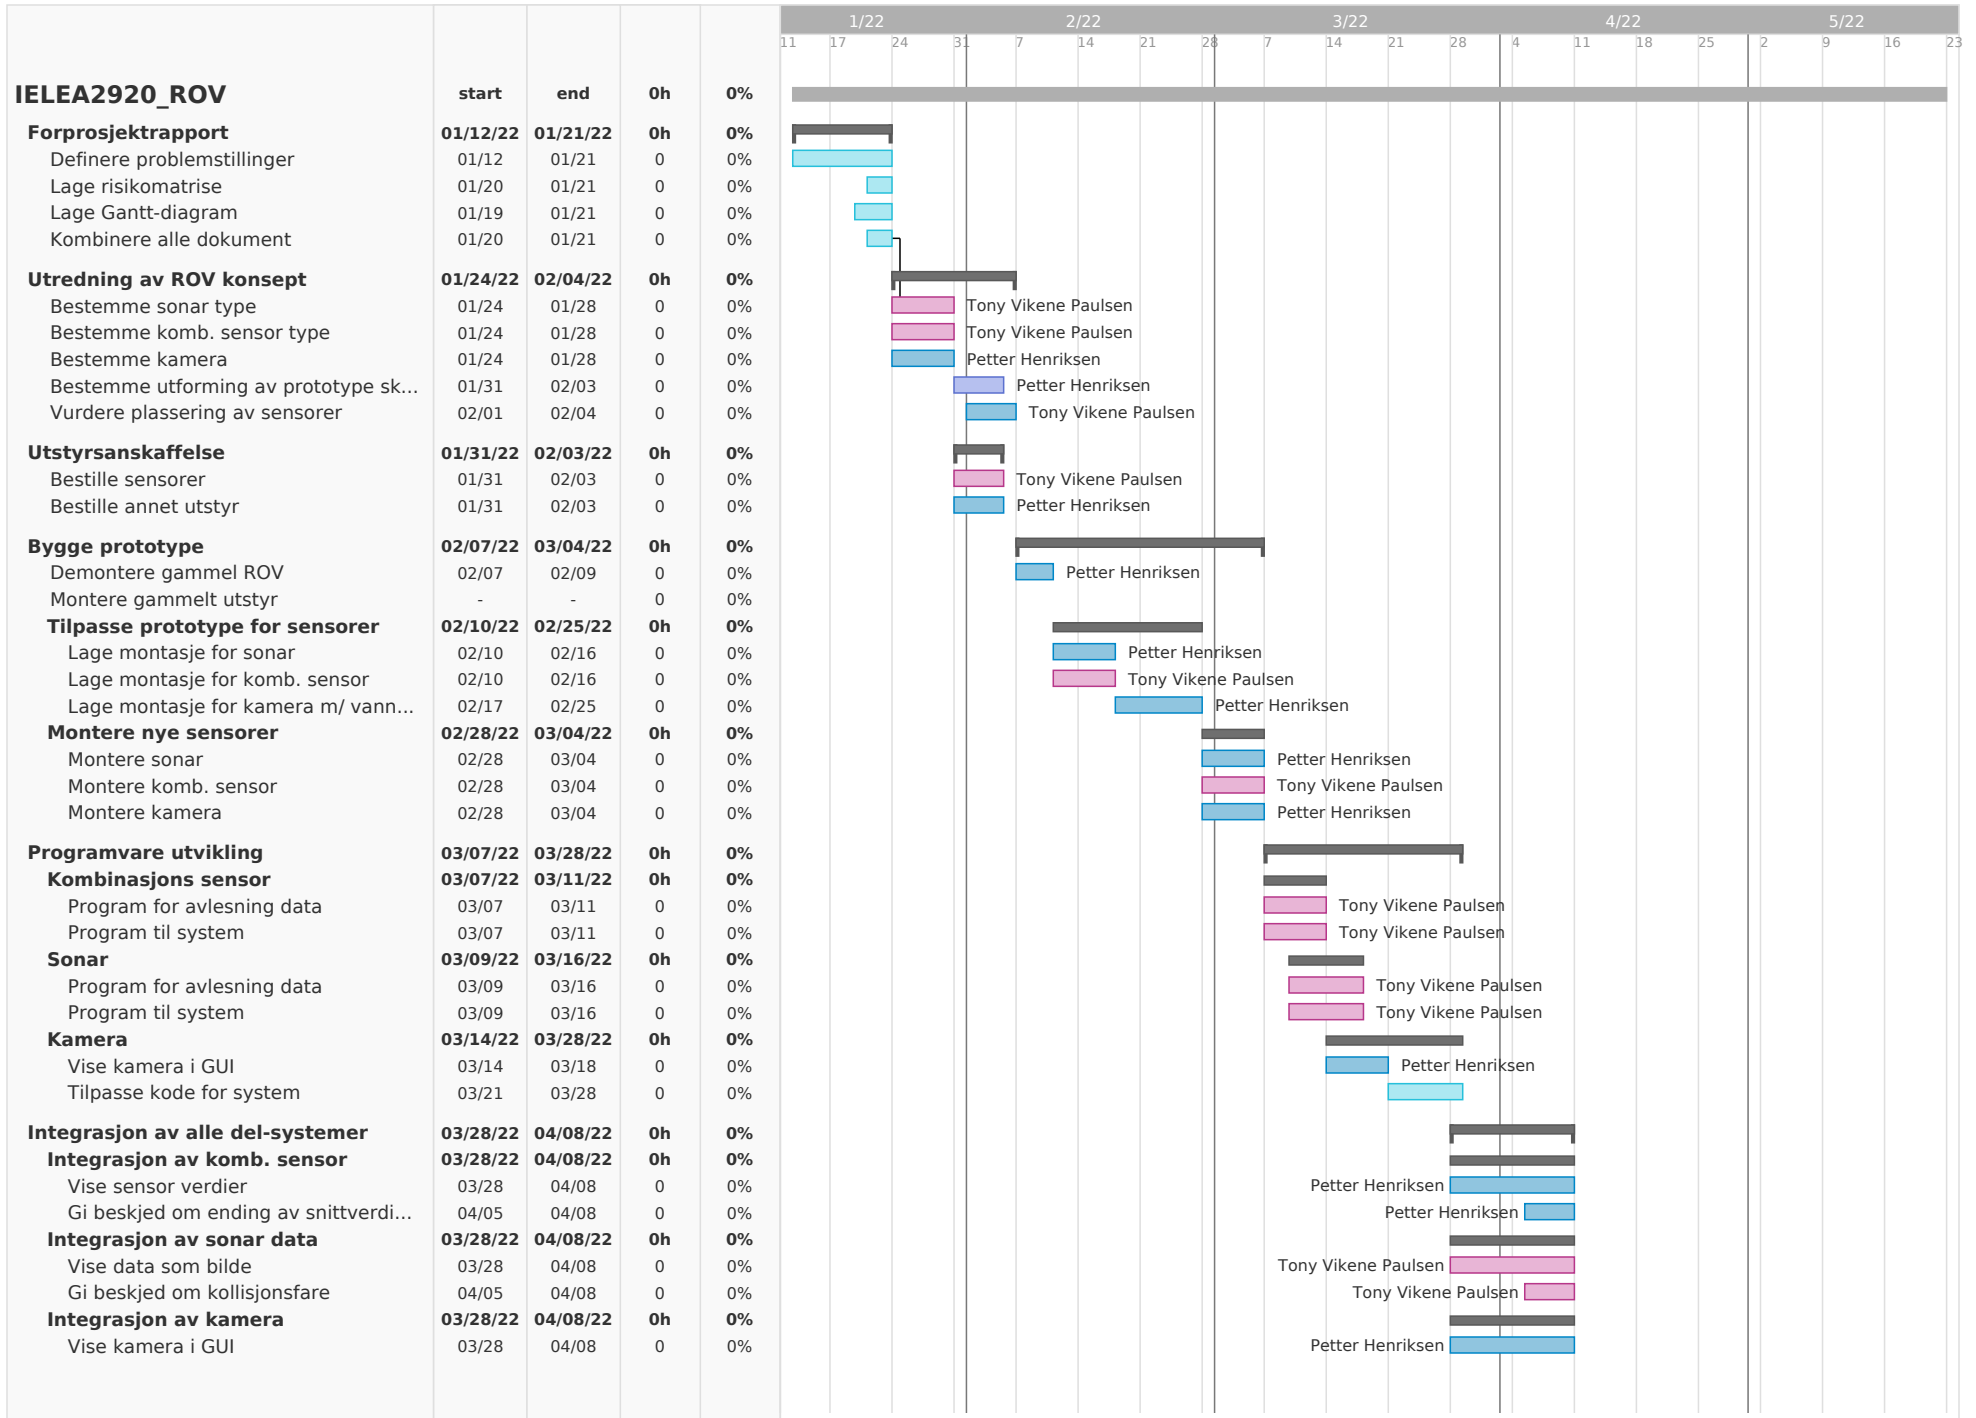 1/22 2/22 3/22 4/22 5/22
11 17 24 31 7 14 21 28 7 14 21 28 4 11 18 25 2 9 16 23
IELEA2920_ROV start end 0h 0%
Forprosjektrapport 01/12/22 01/21/22 0h 0%
Definere problemstillinger 01/12 01/21 0 0%
Lage risikomatrise 01/20 01/21 0 0%
Lage Gantt-diagram 01/19 01/21 0 0%
Kombinere alle dokument 01/20 01/21 0 0%
Utredning av ROV konsept 01/24/22 02/04/22 0h 0%
Bestemme sonar type 01/24 01/28 0 0% Tony Vikene Paulsen
Bestemme komb. sensor type 01/24 01/28 0 0% Tony Vikene Paulsen
Bestemme kamera 01/24 01/28 0 0% Petter Henriksen
Bestemme utforming av prototype sk... 01/31 02/03 0 0% Petter Henriksen
Vurdere plassering av sensorer 02/01 02/04 0 0% Tony Vikene Paulsen
Utstyrsanskaffelse 01/31/22 02/03/22 0h 0%
Bestille sensorer 01/31 02/03 0 0% Tony Vikene Paulsen
Bestille annet utstyr 01/31 02/03 0 0% Petter Henriksen
Bygge prototype 02/07/22 03/04/22 0h 0%
Demontere gammel ROV 02/07 02/09 0 0% Petter Henriksen
Montere gammelt utstyr - - 0 0%
Tilpasse prototype for sensorer 02/10/22 02/25/22 0h 0%
Lage montasje for sonar 02/10 02/16 0 0% Petter Henriksen
Lage montasje for komb. sensor 02/10 02/16 0 0% Tony Vikene Paulsen
Lage montasje for kamera m/ vann... 02/17 02/25 0 0% Petter Henriksen
Montere nye sensorer 02/28/22 03/04/22 0h 0%
Montere sonar 02/28 03/04 0 0% Petter Henriksen
Montere komb. sensor 02/28 03/04 0 0% Tony Vikene Paulsen
Montere kamera 02/28 03/04 0 0% Petter Henriksen
Programvare utvikling 03/07/22 03/28/22 0h 0%
Kombinasjons sensor 03/07/22 03/11/22 0h 0%
Program for avlesning data 03/07 03/11 0 0% Tony Vikene Paulsen
Program til system 03/07 03/11 0 0% Tony Vikene Paulsen
Sonar 03/09/22 03/16/22 0h 0%
Program for avlesning data 03/09 03/16 0 0% Tony Vikene Paulsen
Program til system 03/09 03/16 0 0% Tony Vikene Paulsen
Kamera 03/14/22 03/28/22 0h 0%
Vise kamera i GUI 03/14 03/18 0 0% Petter Henriksen
Tilpasse kode for system 03/21 03/28 0 0%
Integrasjon av alle del-systemer 03/28/22 04/08/22 0h 0%
Integrasjon av komb. sensor 03/28/22 04/08/22 0h 0%
Vise sensor verdier 03/28 04/08 0 0% Petter Henriksen
Gi beskjed om ending av snittverdi... 04/05 04/08 0 0% Petter Henriksen
Integrasjon av sonar data 03/28/22 04/08/22 0h 0%
Vise data som bilde 03/28 04/08 0 0% Tony Vikene Paulsen
Gi beskjed om kollisjonsfare 04/05 04/08 0 0% Tony Vikene Paulsen
Integrasjon av kamera 03/28/22 04/08/22 0h 0%
Vise kamera i GUI 03/28 04/08 0 0% Petter Henriksen